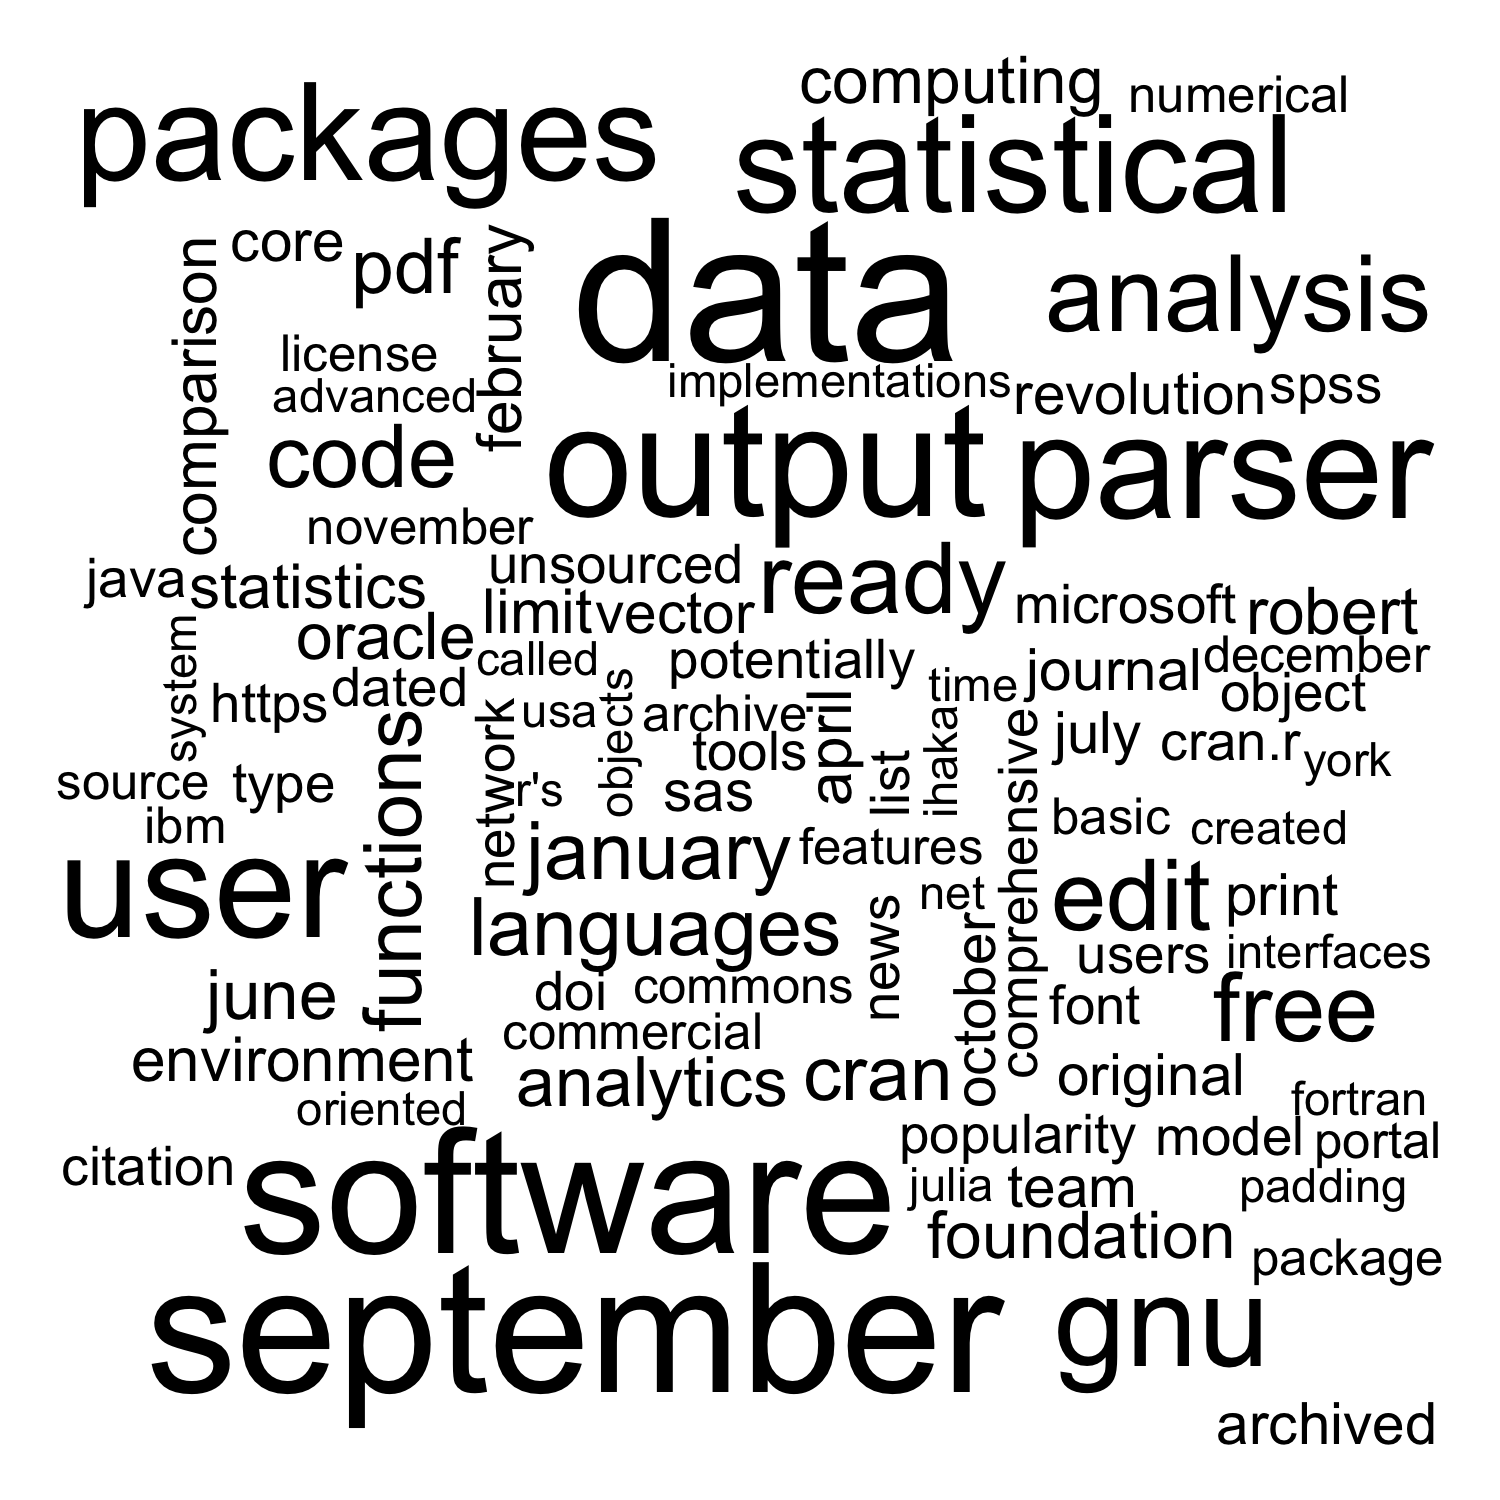 computing
numerical
packages
statistical
core
pdf
february
data
comparison
analysis
license
advanced
implementations
revolution
spss
code
output
parser
november
unsourced
ready
java
statistics
limit
vector
microsoft
robert
oracle
called
potentially
journal
december
system
https
dated
usa
objects
archive
april
time
object
functions
network
tools
list
ihaka
comprehensive
july
cran.r
york
source
type
r's
sas
ibm
basic
created
user
january
features
languages
news
net
edit
print
october
users
interfaces
june
doi
commons
font
free
environment
commercial
analytics
cran
original
fortran
oriented
popularity
model
portal
citation
software
julia
team
padding
foundation
package
september
gnu
archived